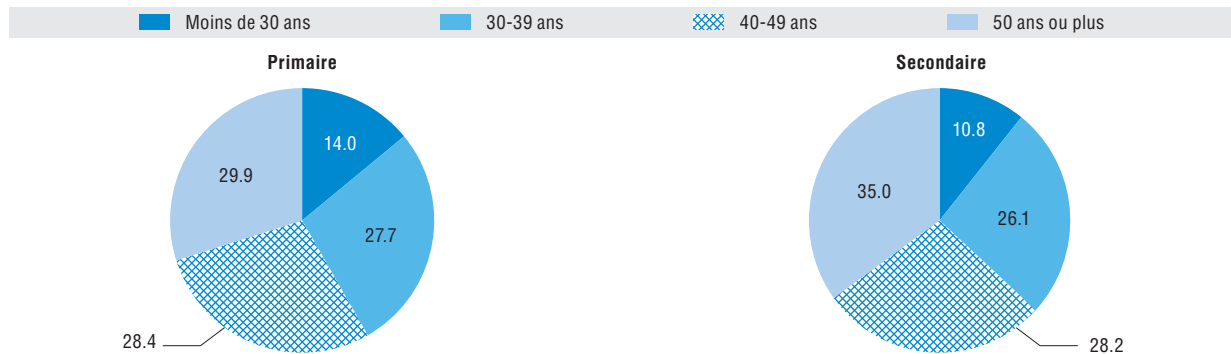 Moins de 30 ans 30-39 ans 40-49 ans 50 ans ou plus
Primaire
14.0
29.9
27.7
28.4
Secondaire
10.8
35.0
26.1
28.2